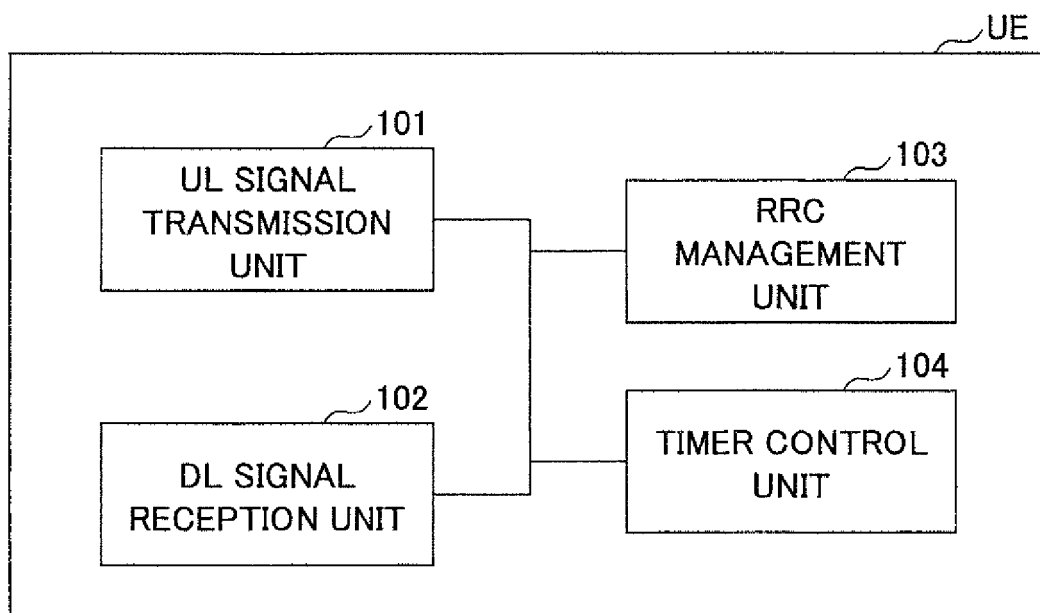 UE
101
UL SIGNAL
TRANSMISSION
UNIT
103
RRC
MANAGEMENT
UNIT
102
DL SIGNAL
RECEPTION UNIT
104
TIMER CONTROL
UNIT